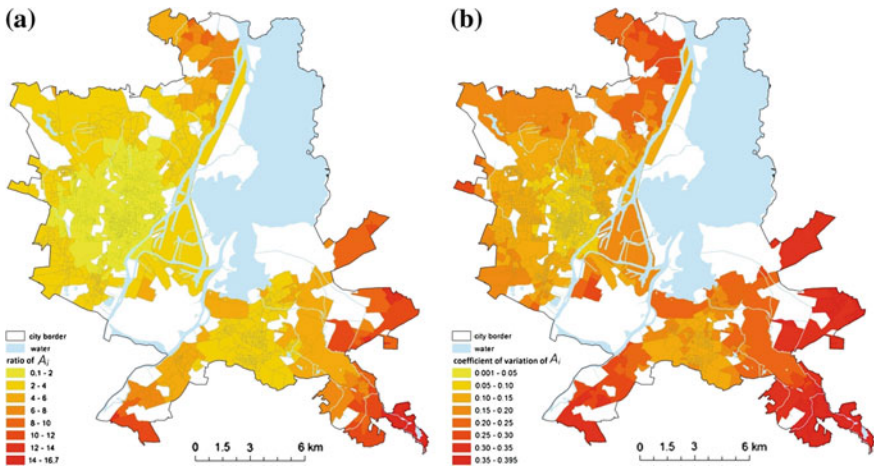 (a)
city border
water
ratio of Ai
0.1 - 2
2 - 4
4 - 6
6 - 8
8 - 10
10 - 12
12 - 14
14 - 16.7
0 1.5 3 6 km
(b)
city border
water
coefficient of variation of Ai
0.001 - 0.05
0.05 - 0.10
0.10 - 0.15
0.15 - 0.20
0.20 - 0.25
0.25 - 0.30
0.30 - 0.35
0.35 - 0.395
0 1.5 3 6 km